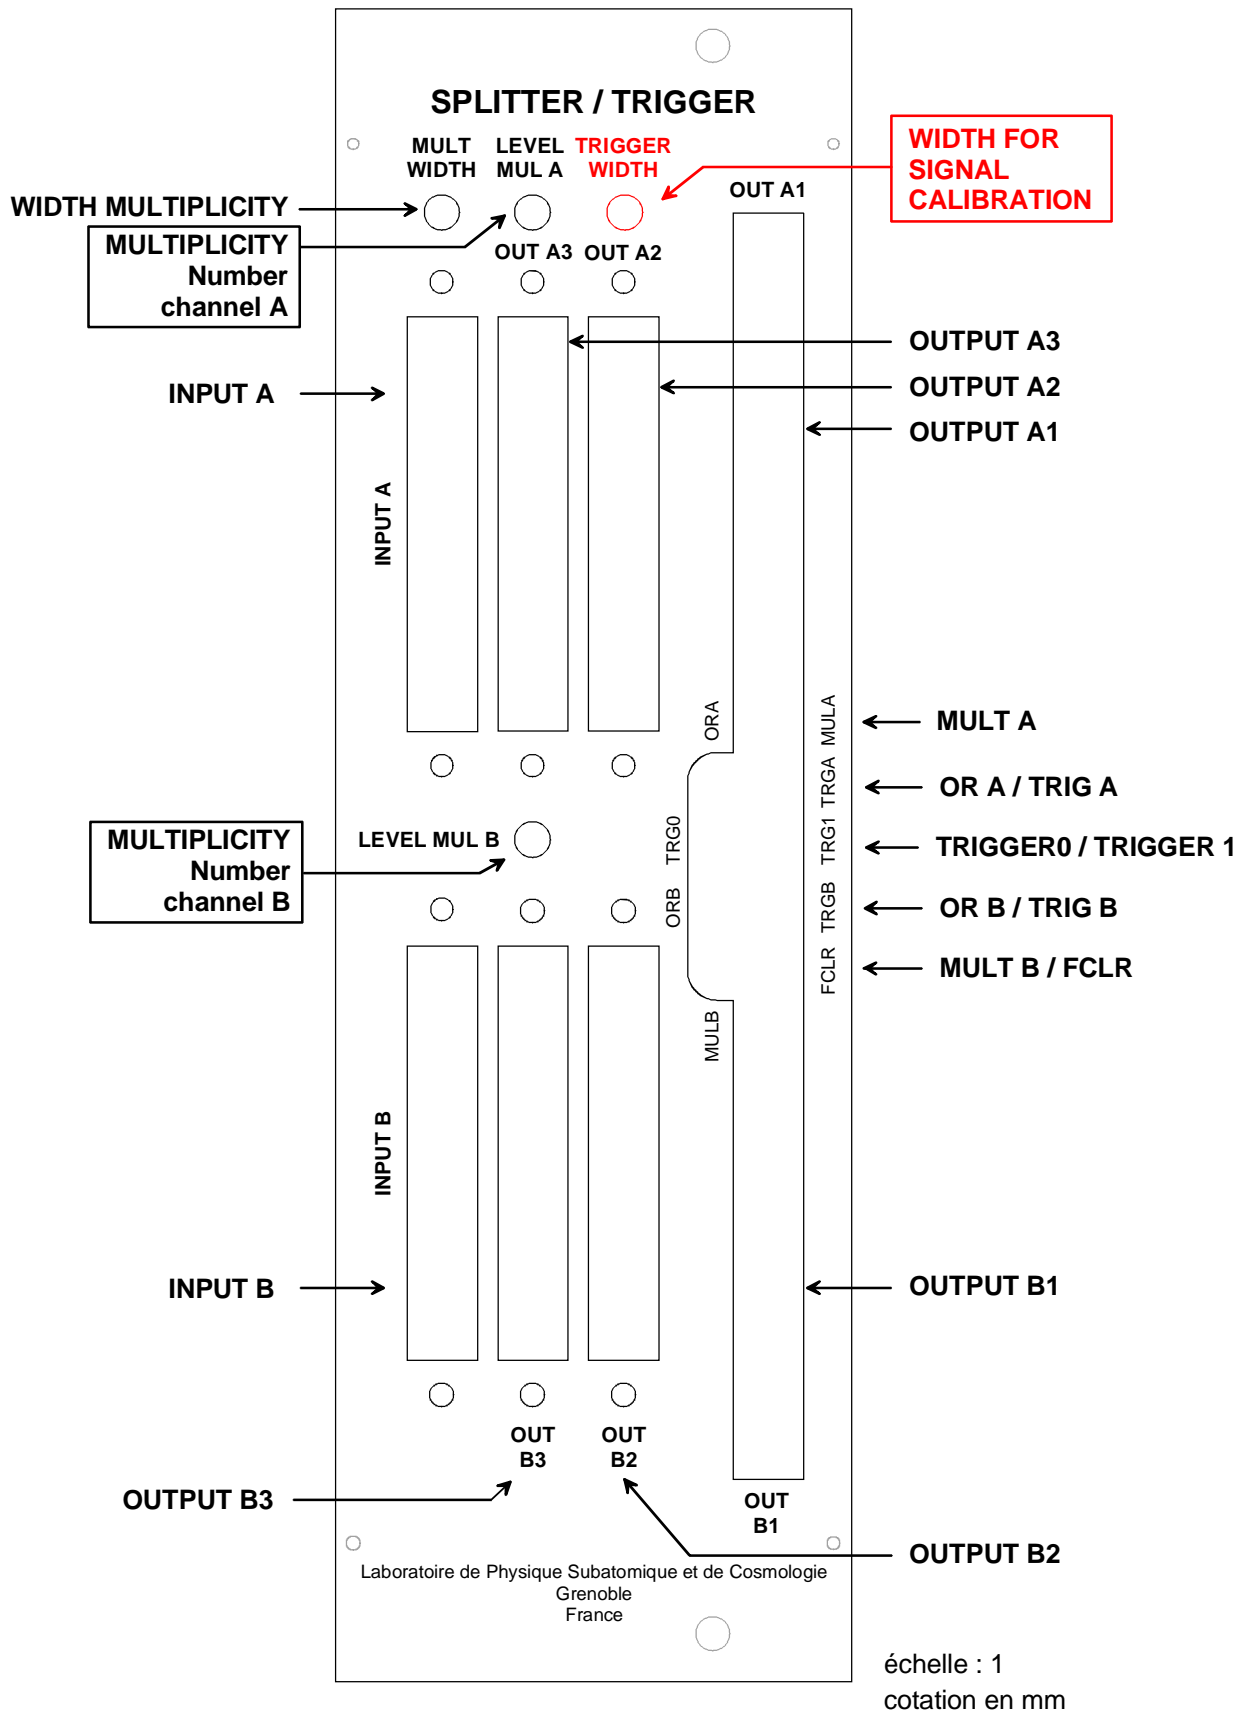 SPLITTER / TRIGGER
MULT
WIDTH
LEVEL
MUL A
TRIGGER
WIDTH
WIDTH FOR
SIGNAL
CALIBRATION
OUT A1
WIDTH MULTIPLICITY
MULTIPLICITY
Number
channel A
OUT A3
OUT A2
OUTPUT A3
OUTPUT A2
OUTPUT A1
INPUT A
INPUT A
ORA
MULA
MULT A
TRGA
OR A / TRIG A
MULTIPLICITY
Number
channel B
LEVEL MUL B
TRG0
TRG1
TRIGGER0 / TRIGGER 1
ORB
TRGB
OR B / TRIG B
FCLR
MULT B / FCLR
MULB
INPUT B
INPUT B
OUTPUT B1
OUT
B3
OUT
B2
OUTPUT B3
OUT
B1
OUTPUT B2
Laboratoire de Physique Subatomique et de Cosmologie
Grenoble
France
échelle : 1
cotation en mm